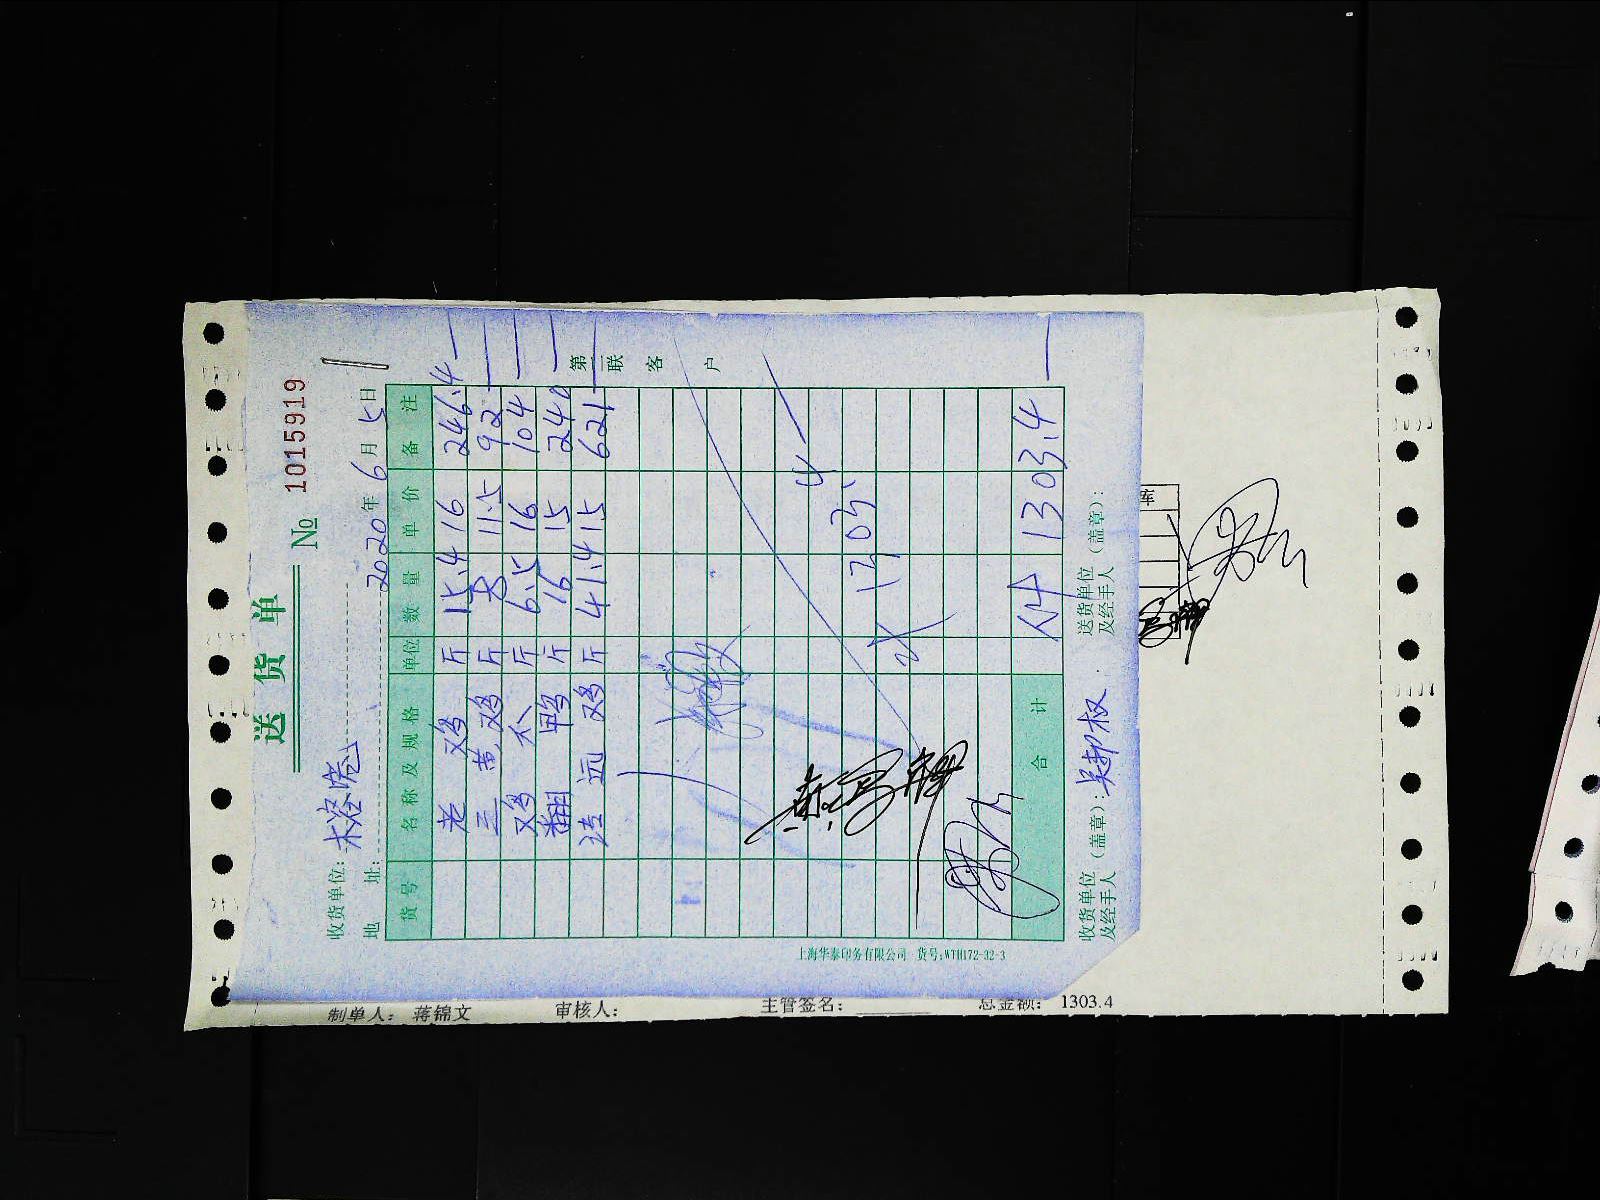 送货单
№ 1015919
收货单位:
地 址: 2020年6月5日
货号 名称及规格 单位 数量 单价 备注
老鸡 斤 15.4 16 246.4
三黄鸡 斤 8 11.5 92
鸡 斤 6.5 16 104
翻鸭 斤 16 15 240
清远鸡 斤 41.4 15 621
合计 1303.4
第二联 客户
收货单位及经手人(盖章):
送货单位及经手人(盖章):
上海华泰印务有限公司 货号:WTH172-32-3
车
制单人: 蒋锦文 审核人: 主管签名: 总金额: 1303.4